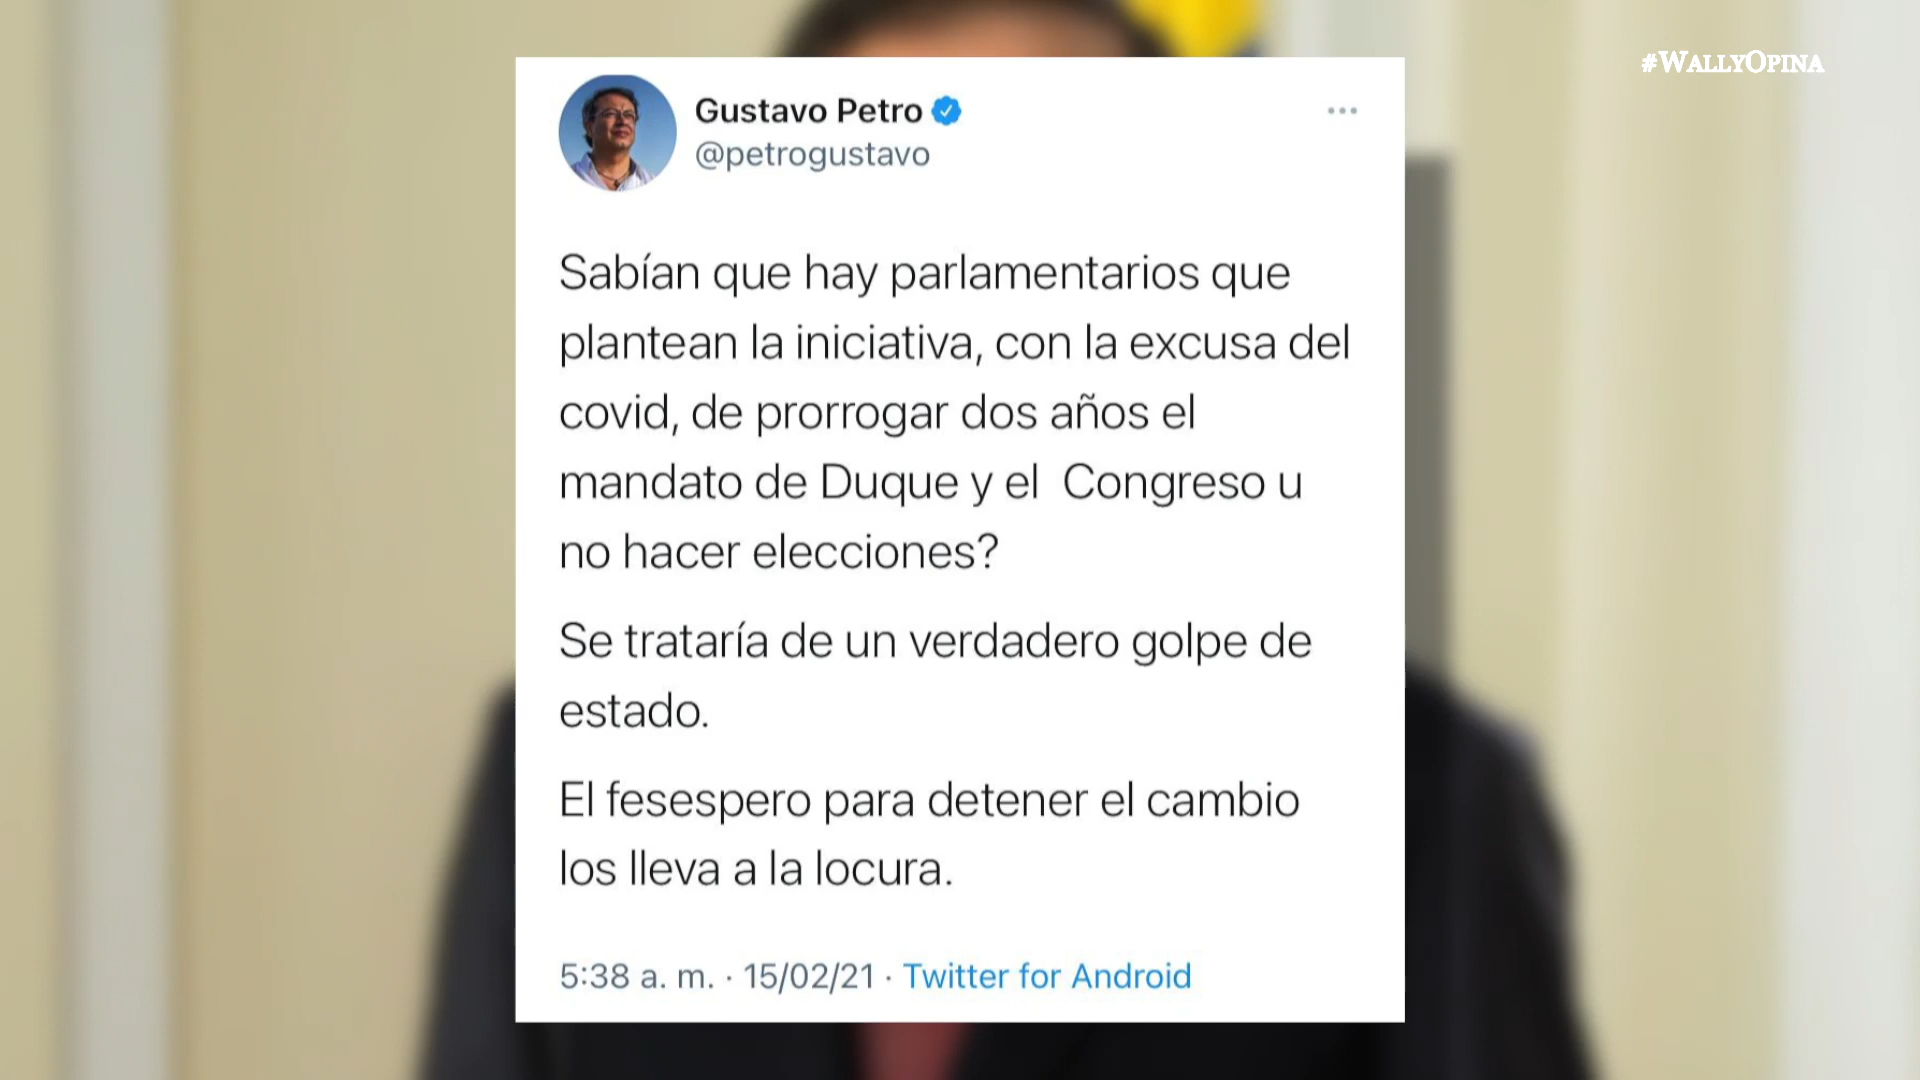 #WallyOpina
Gustavo Petro
@petrogustavo
Sabían que hay parlamentarios que
plantean la iniciativa, con la excusa del
covid, de prorrogar dos años el
mandato de Duque y el  Congreso u
no hacer elecciones?
Se trataría de un verdadero golpe de
estado.
El fesespero para detener el cambio
los lleva a la locura.
5:38 a. m. · 15/02/21 · Twitter for Android